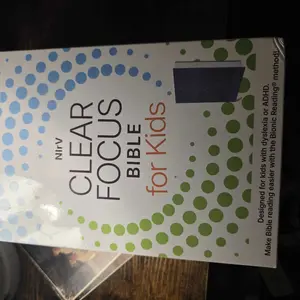 NIrV
CLEAR
FOCUS
BIBLE
for Kids
Designed for kids with dyslexia or ADHD.
Make Bible reading easier with the Bionic Reading® method!